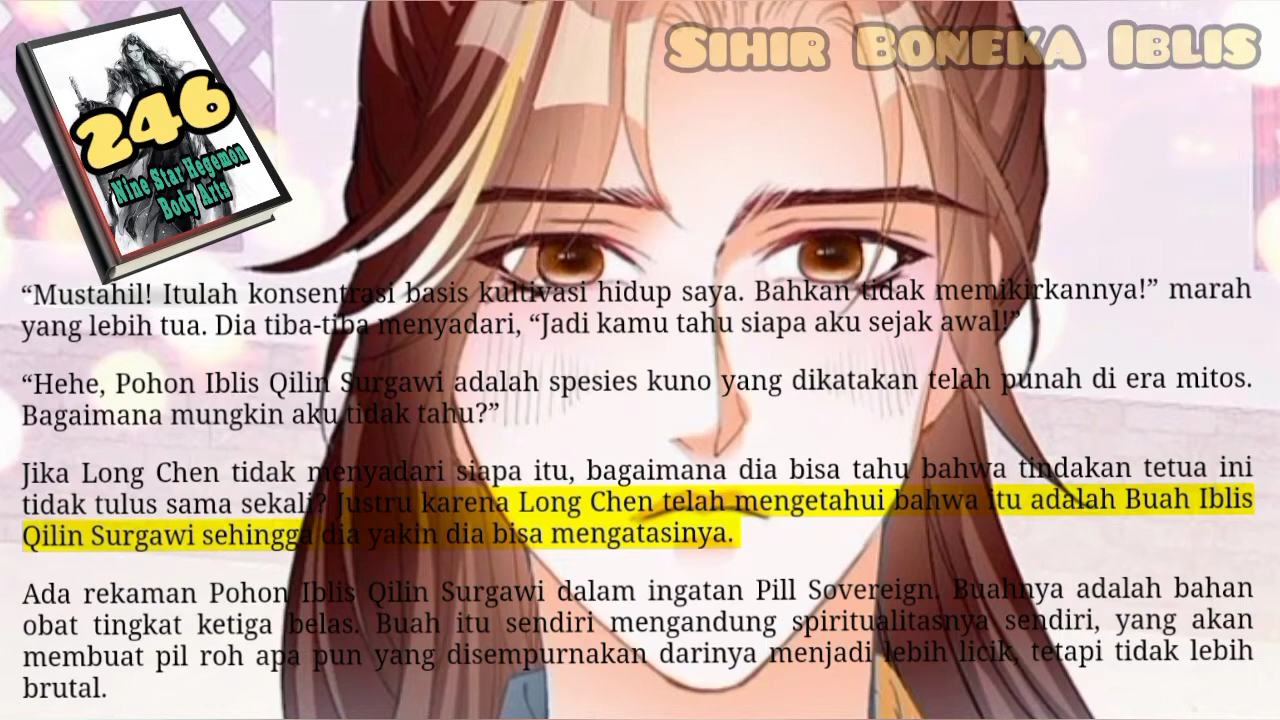 Sihir Boneka Iblis
246
Nine Star Hegemon
Body Arts
“Mustahil! Itulah konsentrasi basis kultivasi hidup saya. Bahkan tidak memikirkannya!” marah
yang lebih tua. Dia tiba-tiba menyadari, “Jadi kamu tahu siapa aku sejak awal!”
“Hehe, Pohon Iblis Qilin Surgawi adalah spesies kuno yang dikatakan telah punah di era mitos.
Bagaimana mungkin aku tidak tahu?”
Jika Long Chen tidak menyadari siapa itu, bagaimana dia bisa tahu bahwa tindakan tetua ini
tidak tulus sama sekali? Justru karena Long Chen telah mengetahui bahwa itu adalah Buah Iblis
Qilin Surgawi sehingga dia yakin dia bisa mengatasinya.
Ada rekaman Pohon Iblis Qilin Surgawi dalam ingatan Pill Sovereign. Buahnya adalah bahan
obat tingkat ketiga belas. Buah itu sendiri mengandung spiritualitasnya sendiri, yang akan
membuat pil roh apa pun yang disempurnakan darinya menjadi lebih licik, tetapi tidak lebih
brutal.